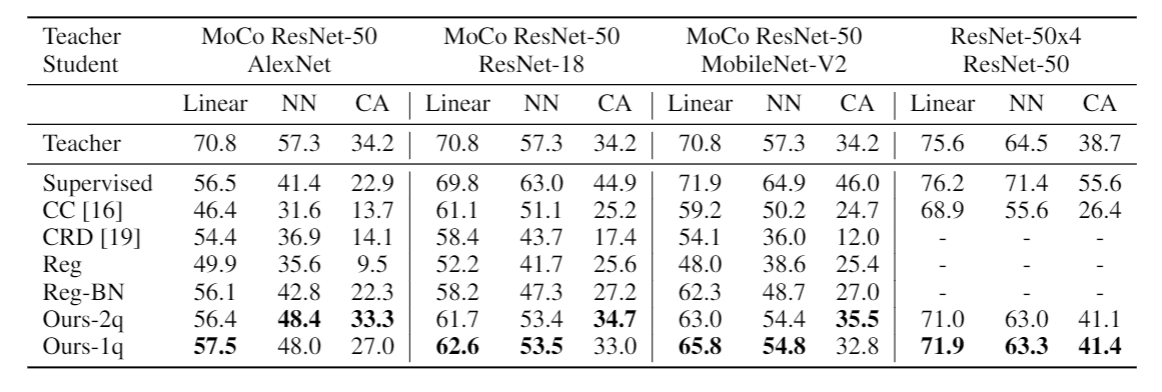 Teacher MoCo ResNet-50 MoCo ResNet-50 MoCo ResNet-50 ResNet-50x4
Student AlexNet ResNet-18 MobileNet-V2 ResNet-50
Linear NN CA Linear NN CA Linear NN CA Linear NN CA
Teacher 70.8 57.3 34.2 70.8 57.3 34.2 70.8 57.3 34.2 75.6 64.5 38.7
Supervised 56.5 41.4 22.9 69.8 63.0 44.9 71.9 64.9 46.0 76.2 71.4 55.6
CC [16] 46.4 31.6 13.7 61.1 51.1 25.2 59.2 50.2 24.7 68.9 55.6 26.4
CRD [19] 54.4 36.9 14.1 58.4 43.7 17.4 54.1 36.0 12.0 - - -
Reg 49.9 35.6 9.5 52.2 41.7 25.6 48.0 38.6 25.4 - - -
Reg-BN 56.1 42.8 22.3 58.2 47.3 27.2 62.3 48.7 27.0 - - -
Ours-2q 56.4 48.4 33.3 61.7 53.4 34.7 63.0 54.4 35.5 71.0 63.0 41.1
Ours-1q 57.5 48.0 27.0 62.6 53.5 33.0 65.8 54.8 32.8 71.9 63.3 41.4